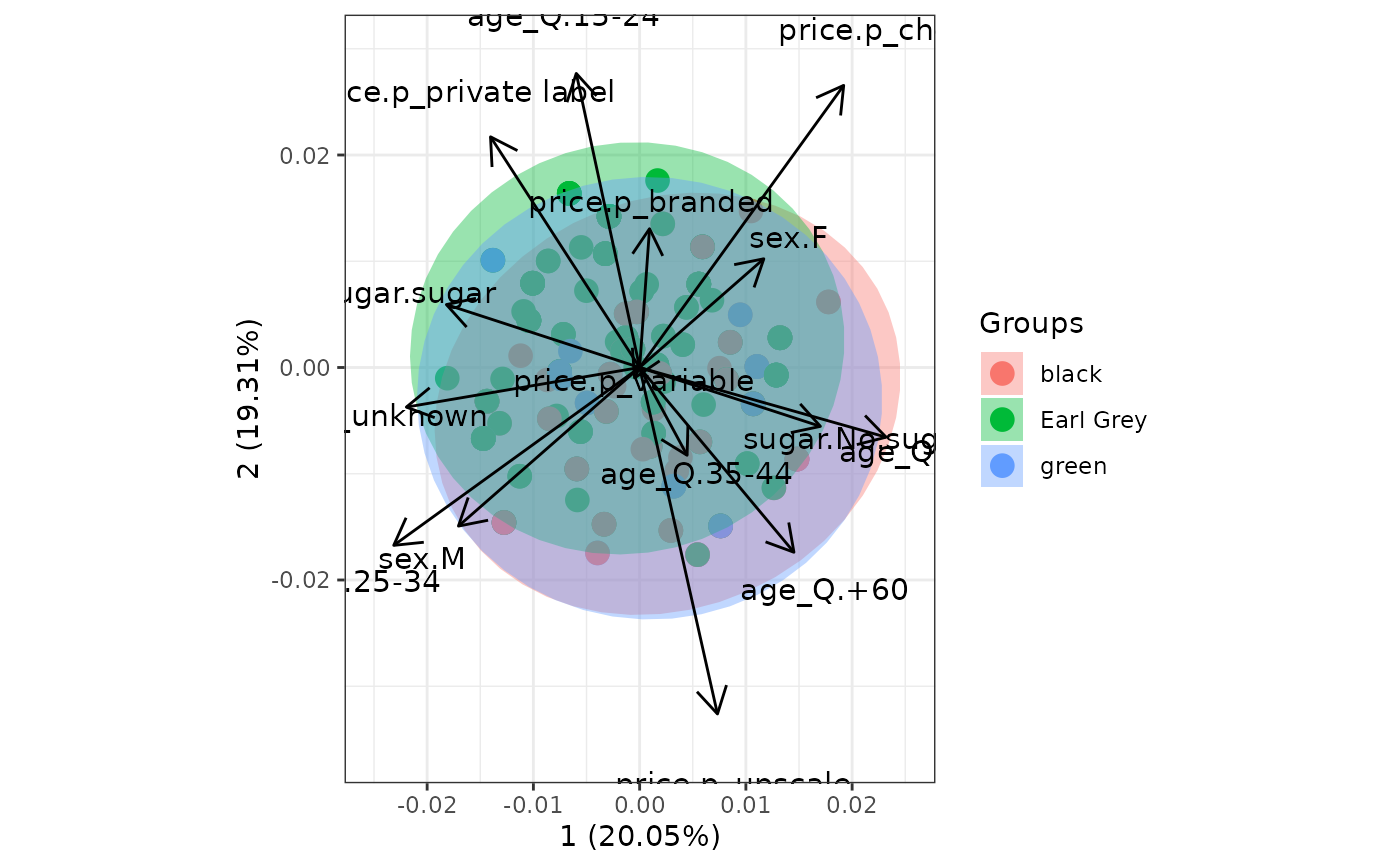 age_Q.15-24
price.p_ch
ce.p_private label
0.02
price.p_branded
sex.F
ugar.sugar
Groups
black
Earl Grey
green
0.00
price.p_variable
_unknown
sugar.No.sug
age_Q
age_Q.35-44
2 (19.31%)
sex.M
.25-34
-0.02
age_Q.+60
price.p_upscale
-0.02 -0.01 0.00 0.01 0.02
1 (20.05%)